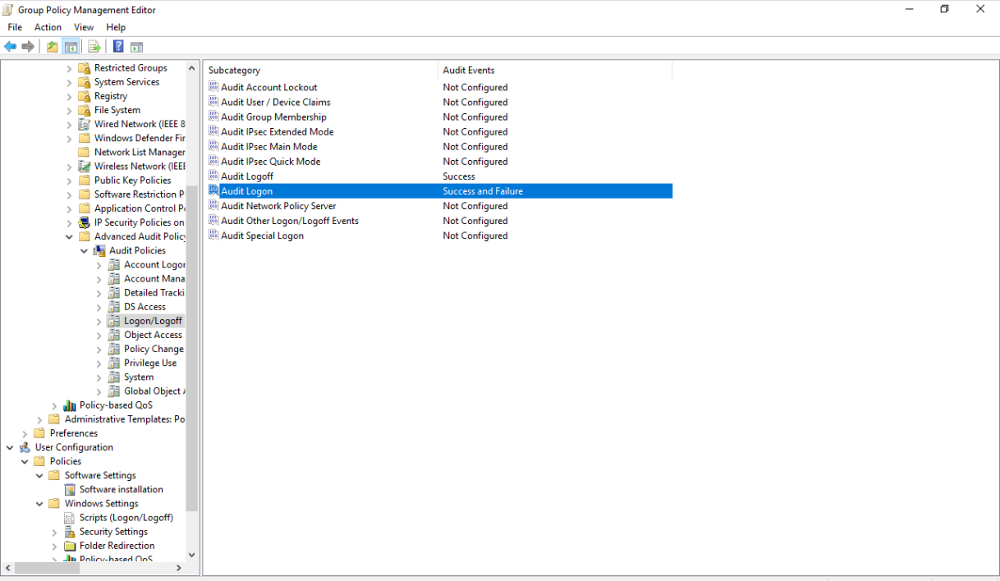 Group Policy Management Editor
File Action View Help
Restricted Groups
System Services
Registry
File System
Wired Network (IEEE 8
Windows Defender Fir
Network List Manager
Wireless Network (IEEE
Public Key Policies
Software Restriction P
Application Control P
IP Security Policies on
Advanced Audit Policy
Audit Policies
Account Logon
Account Mana
Detailed Tracki
DS Access
Logon/Logoff
Object Access
Policy Change
Privilege Use
System
Global Object A
Policy-based QoS
Administrative Templates: Po
Preferences
User Configuration
Policies
Software Settings
Software installation
Windows Settings
Scripts (Logon/Logoff)
Security Settings
Folder Redirection
Policy-based QoS
Subcategory Audit Events
Audit Account Lockout Not Configured
Audit User / Device Claims Not Configured
Audit Group Membership Not Configured
Audit IPsec Extended Mode Not Configured
Audit IPsec Main Mode Not Configured
Audit IPsec Quick Mode Not Configured
Audit Logoff Success
Audit Logon Success and Failure
Audit Network Policy Server Not Configured
Audit Other Logon/Logoff Events Not Configured
Audit Special Logon Not Configured